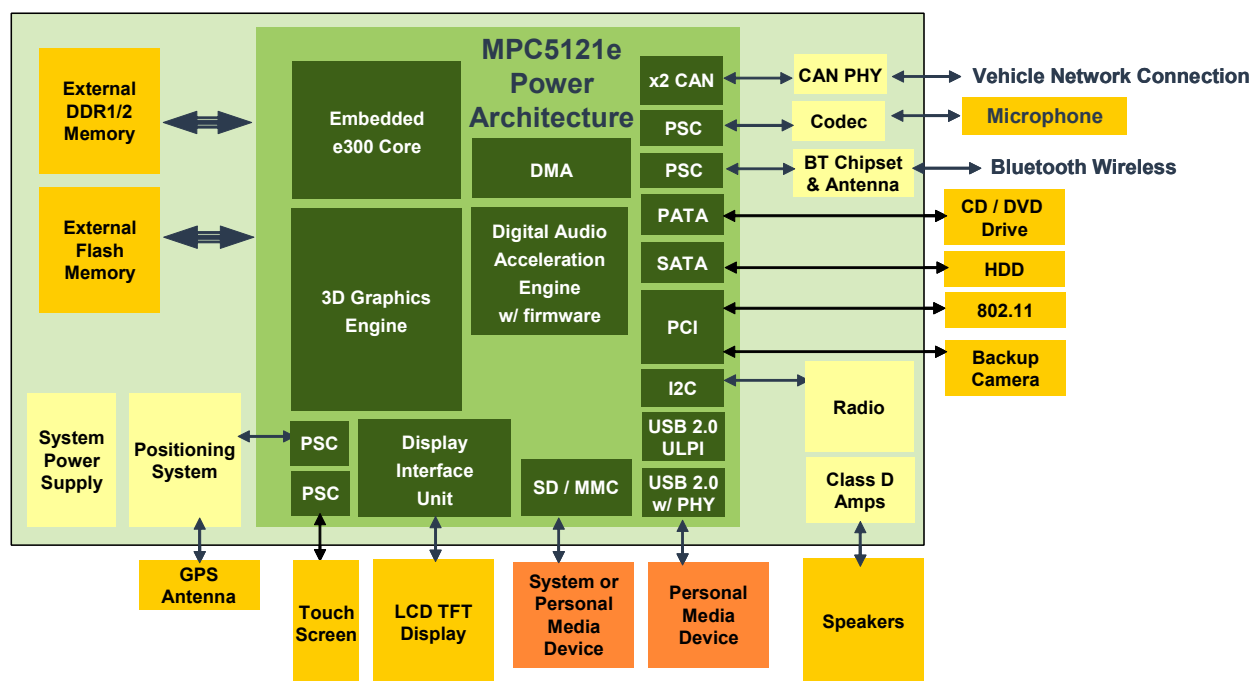 MPC5121e
Power
Architecture
External
DDR1/2
Memory
External
Flash
Memory
Embedded
e300 Core
DMA
3D Graphics
Engine
Digital Audio
Acceleration
Engine
w/ firmware
x2 CAN
PSC
PSC
PATA
SATA
PCI
I2C
USB 2.0
ULPI
USB 2.0
w/ PHY
CAN PHY
Codec
BT Chipset
& Antenna
Vehicle Network Connection
Microphone
Bluetooth Wireless
CD / DVD
Drive
HDD
802.11
Backup
Camera
Radio
Class D
Amps
System
Power
Supply
Positioning
System
PSC
PSC
Display
Interface
Unit
SD / MMC
GPS
Antenna
Touch
Screen
LCD TFT
Display
System or
Personal
Media
Device
Personal
Media
Device
Speakers